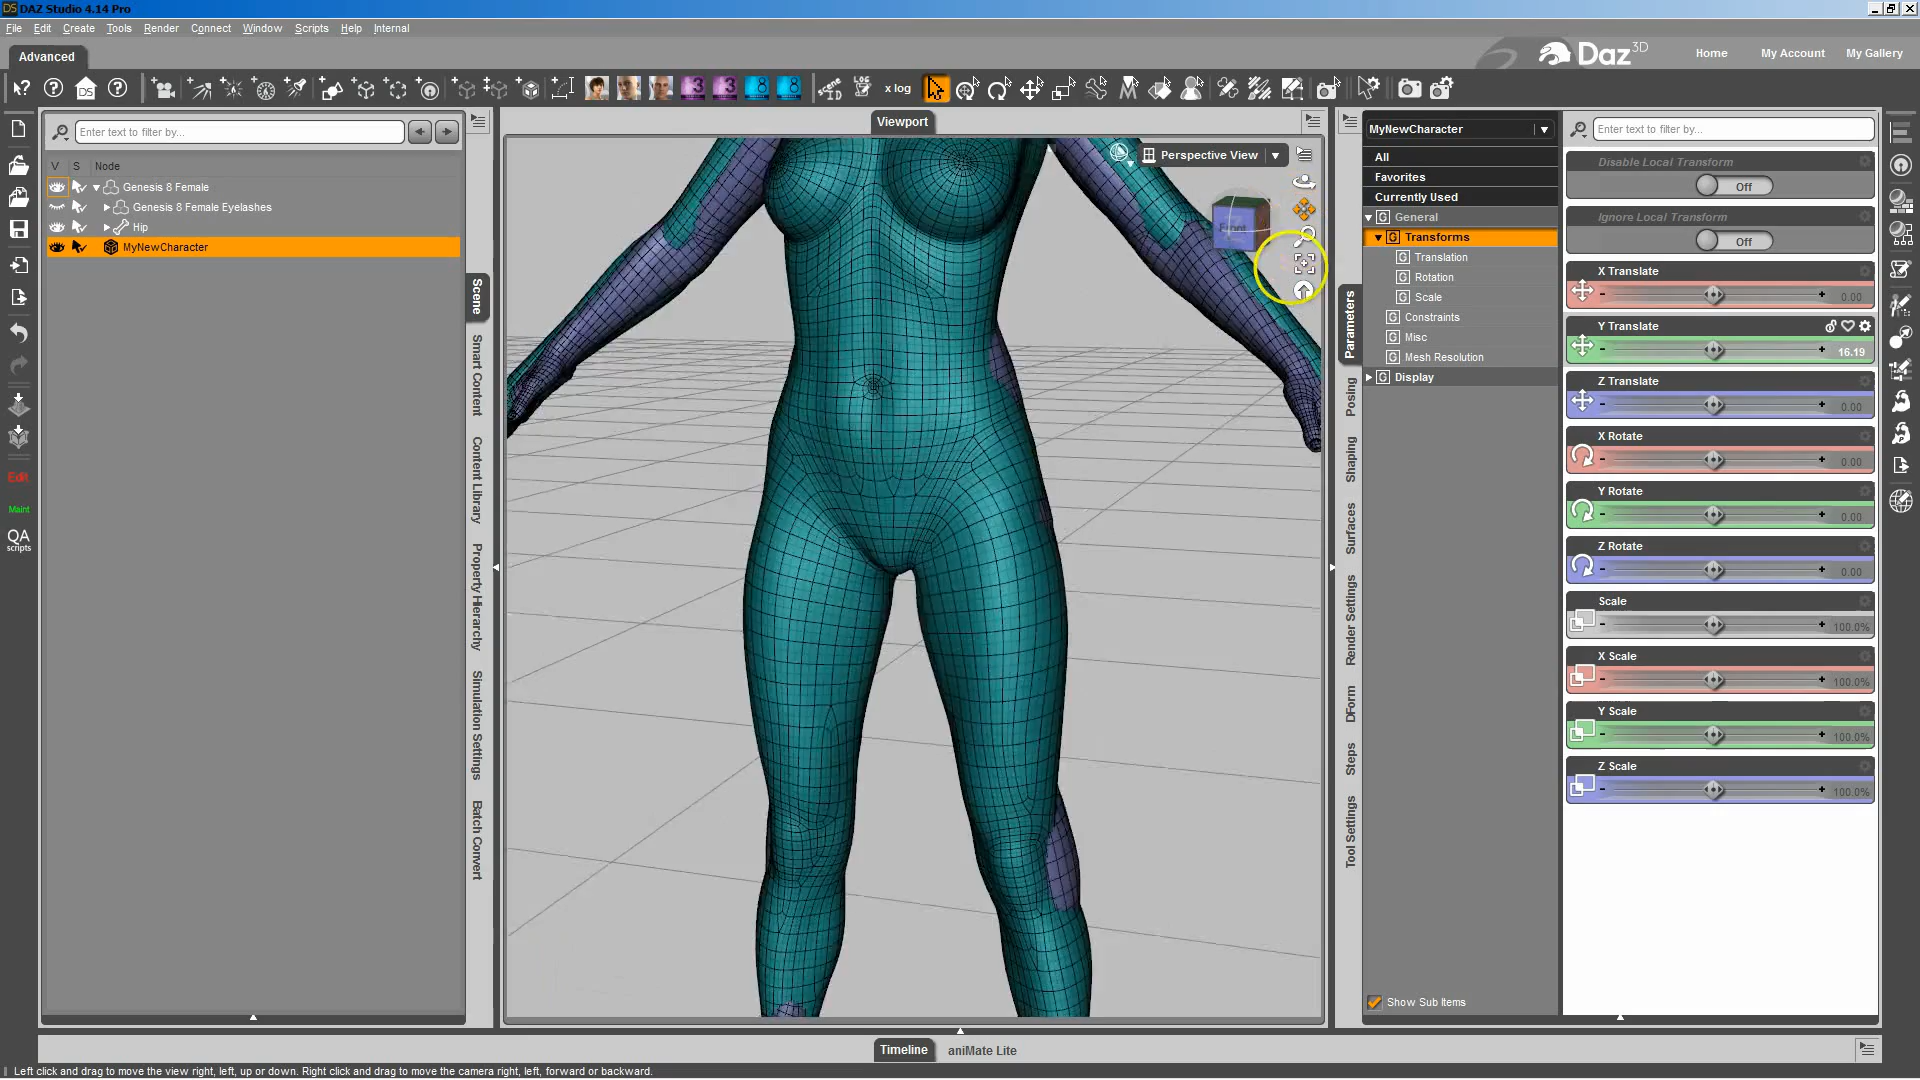 DAZ Studio 4.14 Pro
File Edit Create Tools Render Connect Window Scripts Help Internal
Advanced
Daz 3D
Home My Account My Gallery
x log
Viewport
Enter text to filter by...
V S Node
Genesis 8 Female
Genesis 8 Female Eyelashes
Hip
MyNewCharacter
Edit
Maint
QA
scripts
Scene
Smart Content
Content Library
Property Hierarchy
Simulation Settings
Batch Convert
Perspective View
Front
MyNewCharacter
All
Favorites
Currently Used
General
Transforms
Translation
Rotation
Scale
Constraints
Misc
Mesh Resolution
Display
Show Sub Items
Parameters
Posing
Shaping
Surfaces
Render Settings
DForm
Steps
Tool Settings
Enter text to filter by...
Disable Local Transform
Off
Ignore Local Transform
Off
X Translate
0.00
Y Translate
16.19
Z Translate
0.00
X Rotate
0.00
Y Rotate
0.00
Z Rotate
0.00
Scale
100.0%
X Scale
100.0%
Y Scale
100.0%
Z Scale
100.0%
Timeline aniMate Lite
Left click and drag to move the view right, left, up or down. Right click and drag to move the camera right, left, forward or backward.